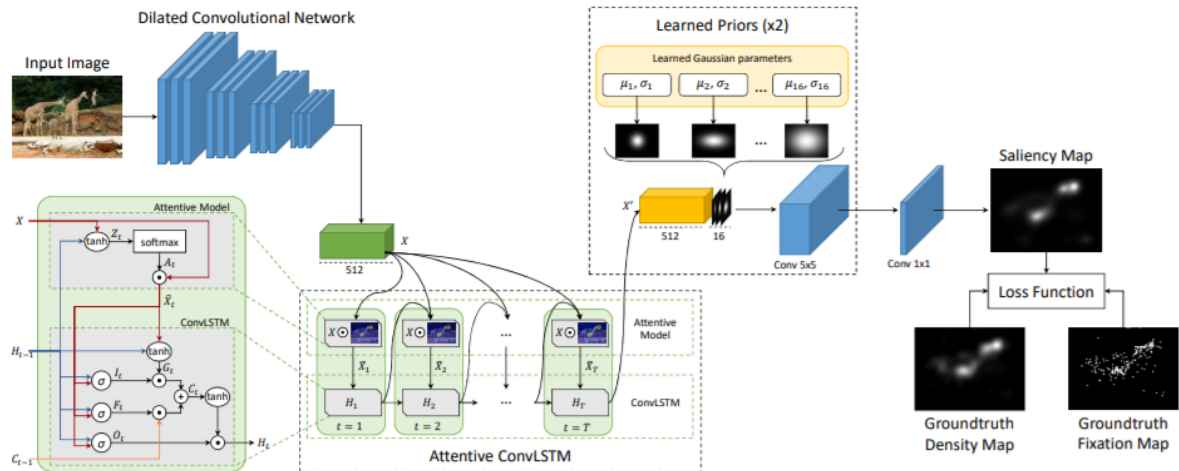 Dilated Convolutional Network
Input Image
Learned Priors (x2)
Learned Gaussian parameters
μ₁, σ₁
μ₂, σ₂
...
μ₁₆, σ₁₆
...
Saliency Map
X'
512
16
Conv 5x5
Conv 1x1
Loss Function
Groundtruth
Density Map
Groundtruth
Fixation Map
X
512
Attentive Model
X
tanh
Zₜ
softmax
Aₜ
X̃ₜ
ConvLSTM
Hₜ₋₁
tanh
Gₜ
σ
Iₜ
Cₜ
tanh
+
σ
Fₜ
σ
Oₜ
Hₜ
Cₜ₋₁
X⊙
X⊙
...
X⊙
Attentive
Model
X̃₁
X̃₂
X̃_T
H₁
H₂
...
H_T
ConvLSTM
t = 1
t = 2
t = T
Attentive ConvLSTM